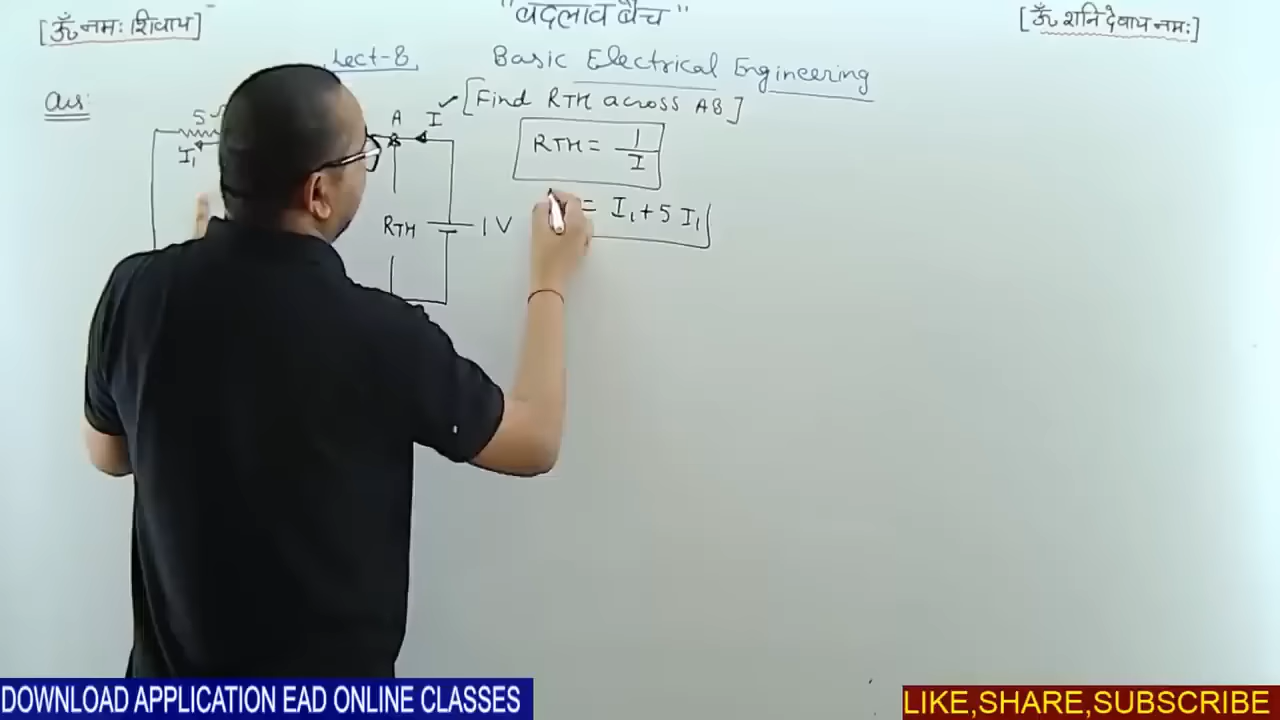 "बदलाव बैच"
[ॐ नमः शिवाय]
[ॐ शनि देवाय नमः]
Lect-8
Basic Electrical Engineering
Ans:
[Find RTH across AB]
5
A
I
I₁
RTH = 1/I
= I₁ + 5 I₁
RTH
1V
DOWNLOAD APPLICATION EAD ONLINE CLASSES
LIKE,SHARE,SUBSCRIBE